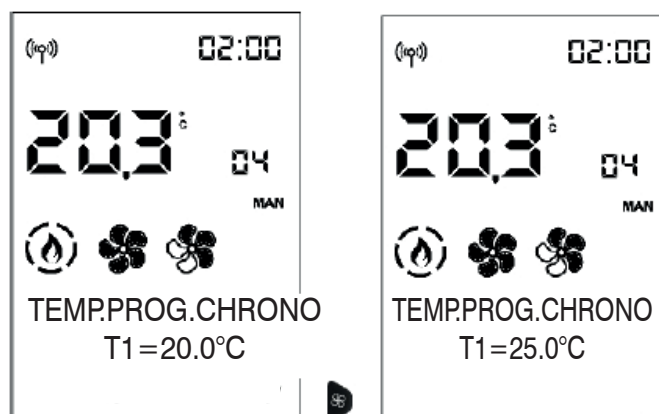 02:00
20,3 °C
04
MAN
TEMP.PROG.CHRONO
T1=20.0°C
02:00
20,3 °C
04
MAN
TEMP.PROG.CHRONO
T1=25.0°C